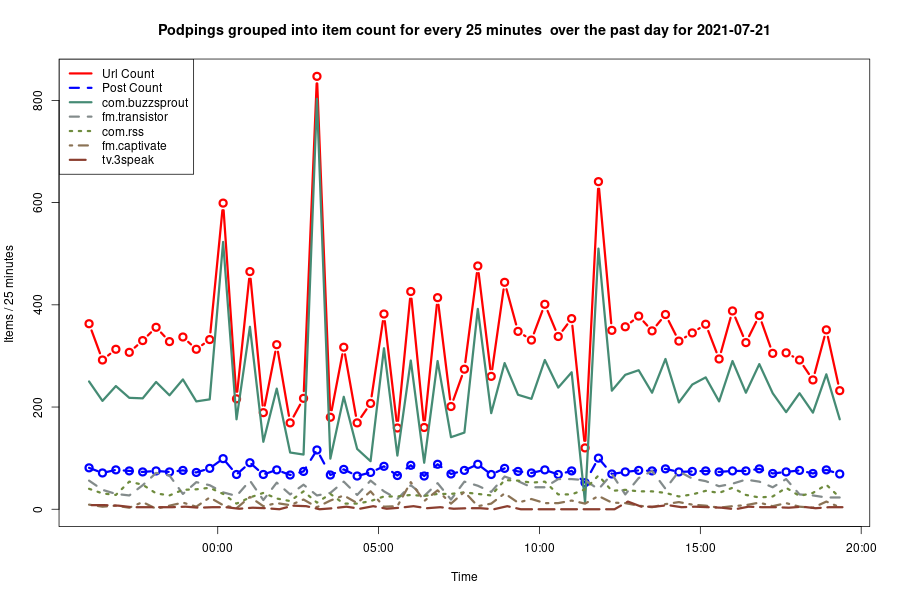 Podpings grouped into item count for every 25 minutes  over the past day for 2021-07-21
Url Count
Post Count
com.buzzsprout
fm.transistor
com.rss
fm.captivate
tv.3speak
Items / 25 minutes
800
600
400
200
0
00:00
05:00
10:00
15:00
20:00
Time